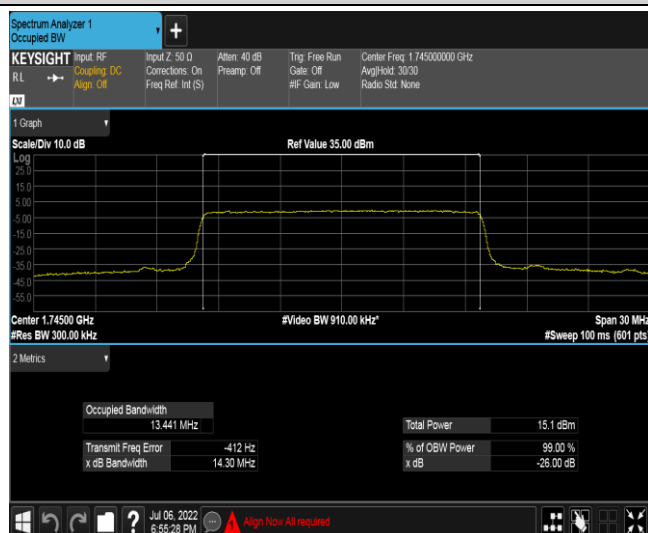 Spectrum Analyzer 1
Occupied BW
+
KEYSIGHT Input: RF Input Z: 50 Ω Atten: 40 dB Trig: Free Run Center Freq: 1.745000000 GHz
RL Coupling: DC Corrections: On Preamp: Off Gate: Off Avg|Hold: 30/30
Align: Off Freq Ref: Int (S) #IF Gain: Low Radio Std: None
LXI
1 Graph
Scale/Div 10.0 dB Ref Value 35.00 dBm
Log
25.0
15.0
5.00
-5.00
-15.0
-25.0
-35.0
-45.0
-55.0
Center 1.74500 GHz #Video BW 910.00 kHz* Span 30 MHz
#Res BW 300.00 kHz #Sweep 100 ms (601 pts)
2 Metrics
Occupied Bandwidth
13.441 MHz Total Power 15.1 dBm
Transmit Freq Error -412 Hz % of OBW Power 99.00 %
x dB Bandwidth 14.30 MHz x dB -26.00 dB
? Jul 06, 2022
6:55:28 PM
1 Align Now All required